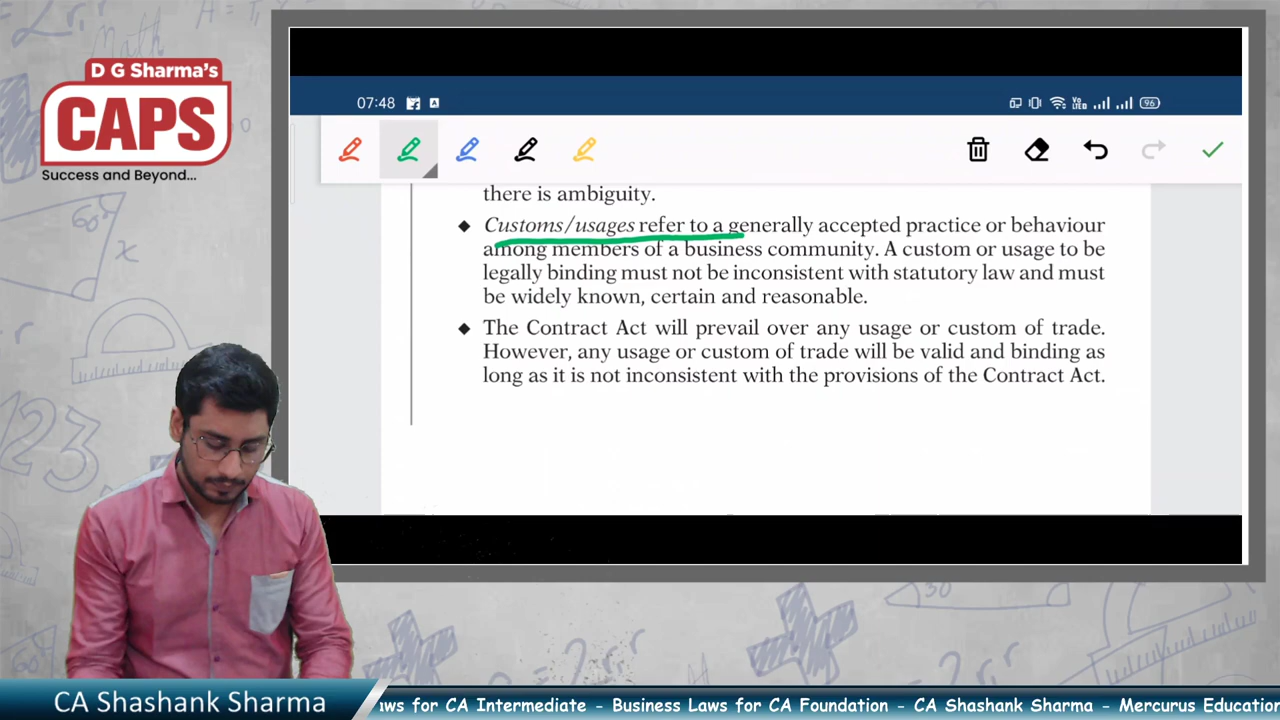 D G Sharma's
CAPS
Success and Beyond...
07:48
96
there is ambiguity.
◆ Customs/usages refer to a generally accepted practice or behaviour
among members of a business community. A custom or usage to be
legally binding must not be inconsistent with statutory law and must
be widely known, certain and reasonable.
◆ The Contract Act will prevail over any usage or custom of trade.
However, any usage or custom of trade will be valid and binding as
long as it is not inconsistent with the provisions of the Contract Act.
CA Shashank Sharma
aws for CA Intermediate - Business Laws for CA Foundation - CA Shashank Sharma - Mercurus Education